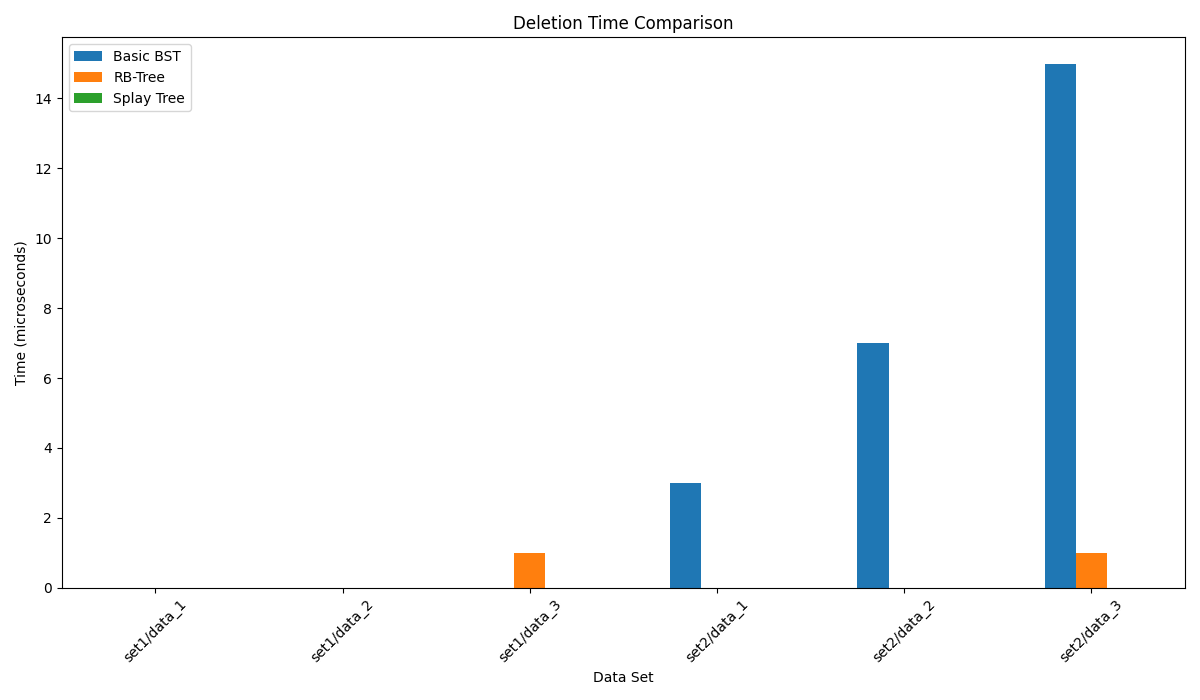 Deletion Time Comparison
Basic BST
RB-Tree
Splay Tree
Time (microseconds)
14
12
10
8
6
4
2
0
set1/data_1
set1/data_2
set1/data_3
set2/data_1
set2/data_2
set2/data_3
Data Set